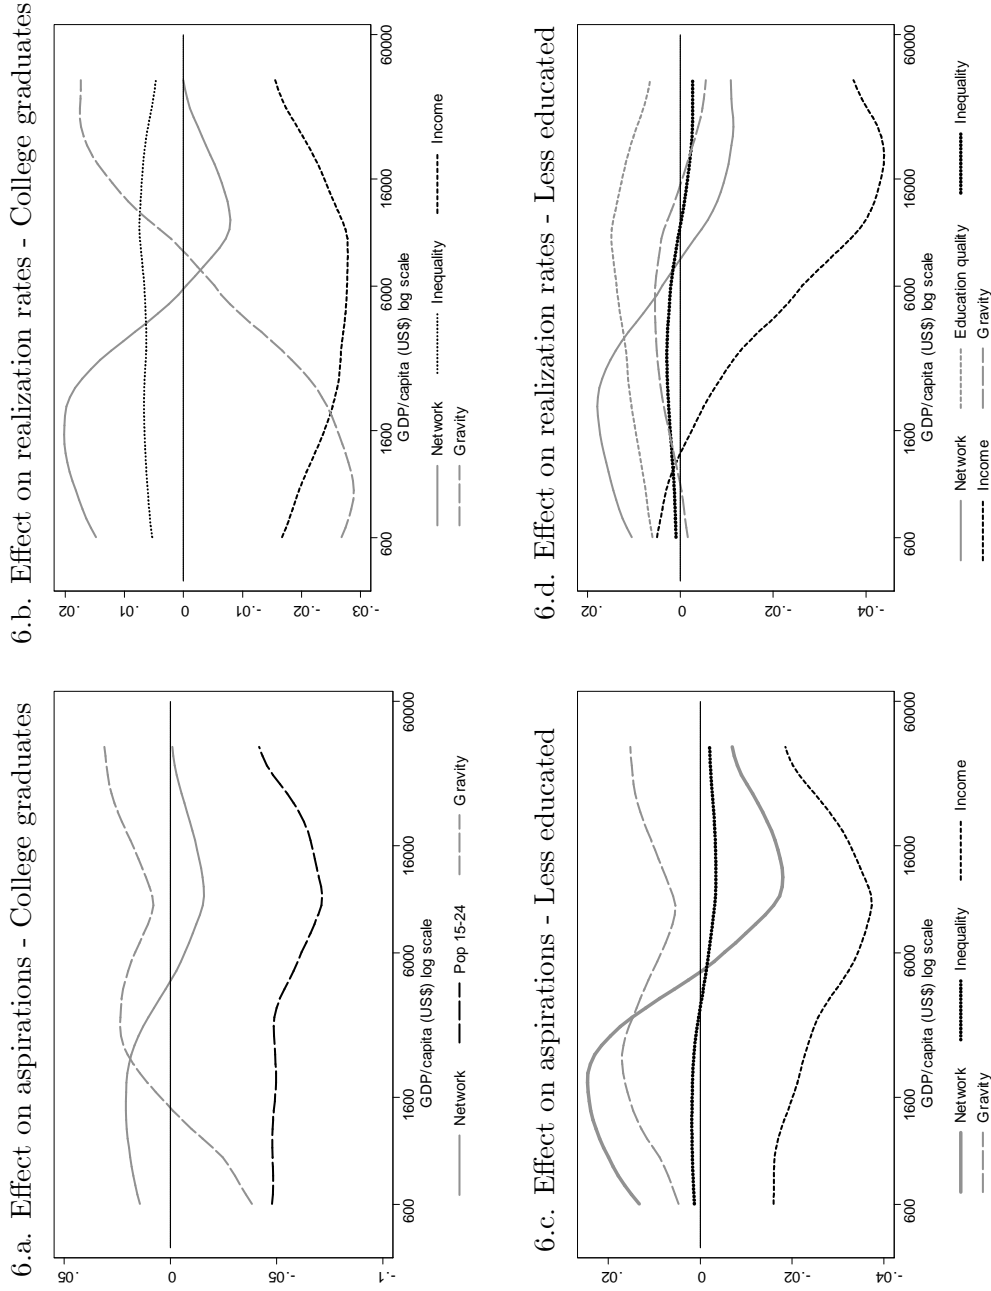 6.a. Effect on aspirations - College graduates
.05
0
-.05
-.1
600
1600
6000
16000
60000
GDP/capita (US$) log scale
Network
Pop 15-24
Gravity
6.b. Effect on realization rates - College graduates
.02
.01
0
-.01
-.02
-.03
600
1600
6000
16000
60000
GDP/capita (US$) log scale
Network
Inequality
Income
Gravity
6.c. Effect on aspirations - Less educated
.02
0
-.02
-.04
600
1600
6000
16000
60000
GDP/capita (US$) log scale
Network
Inequality
Income
Gravity
6.d. Effect on realization rates - Less educated
.02
0
-.02
-.04
600
1600
6000
16000
60000
GDP/capita (US$) log scale
Network
Education quality
Inequality
Income
Gravity